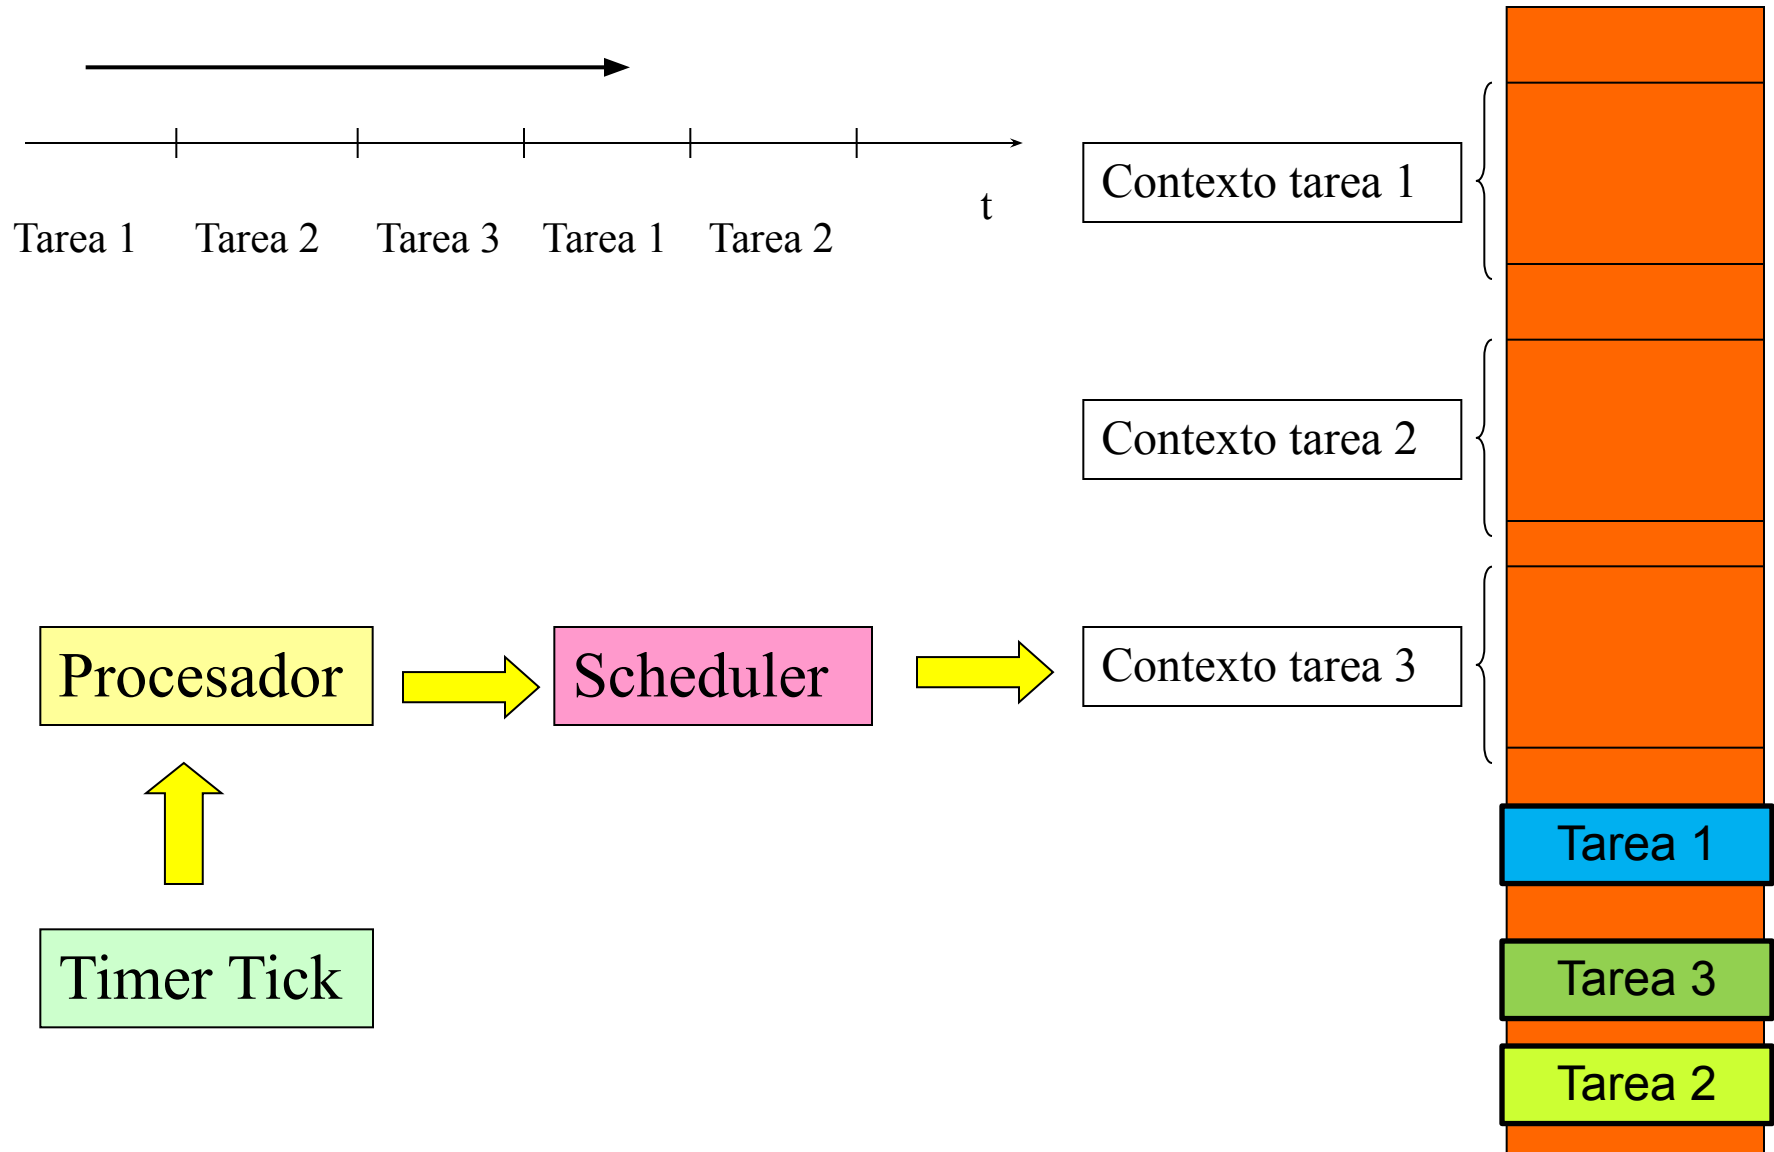 t
Tarea 1
Tarea 2
Tarea 3
Tarea 1
Tarea 2
Contexto tarea 1
Contexto tarea 2
Procesador
Scheduler
Contexto tarea 3
Tarea 1
Timer Tick
Tarea 3
Tarea 2